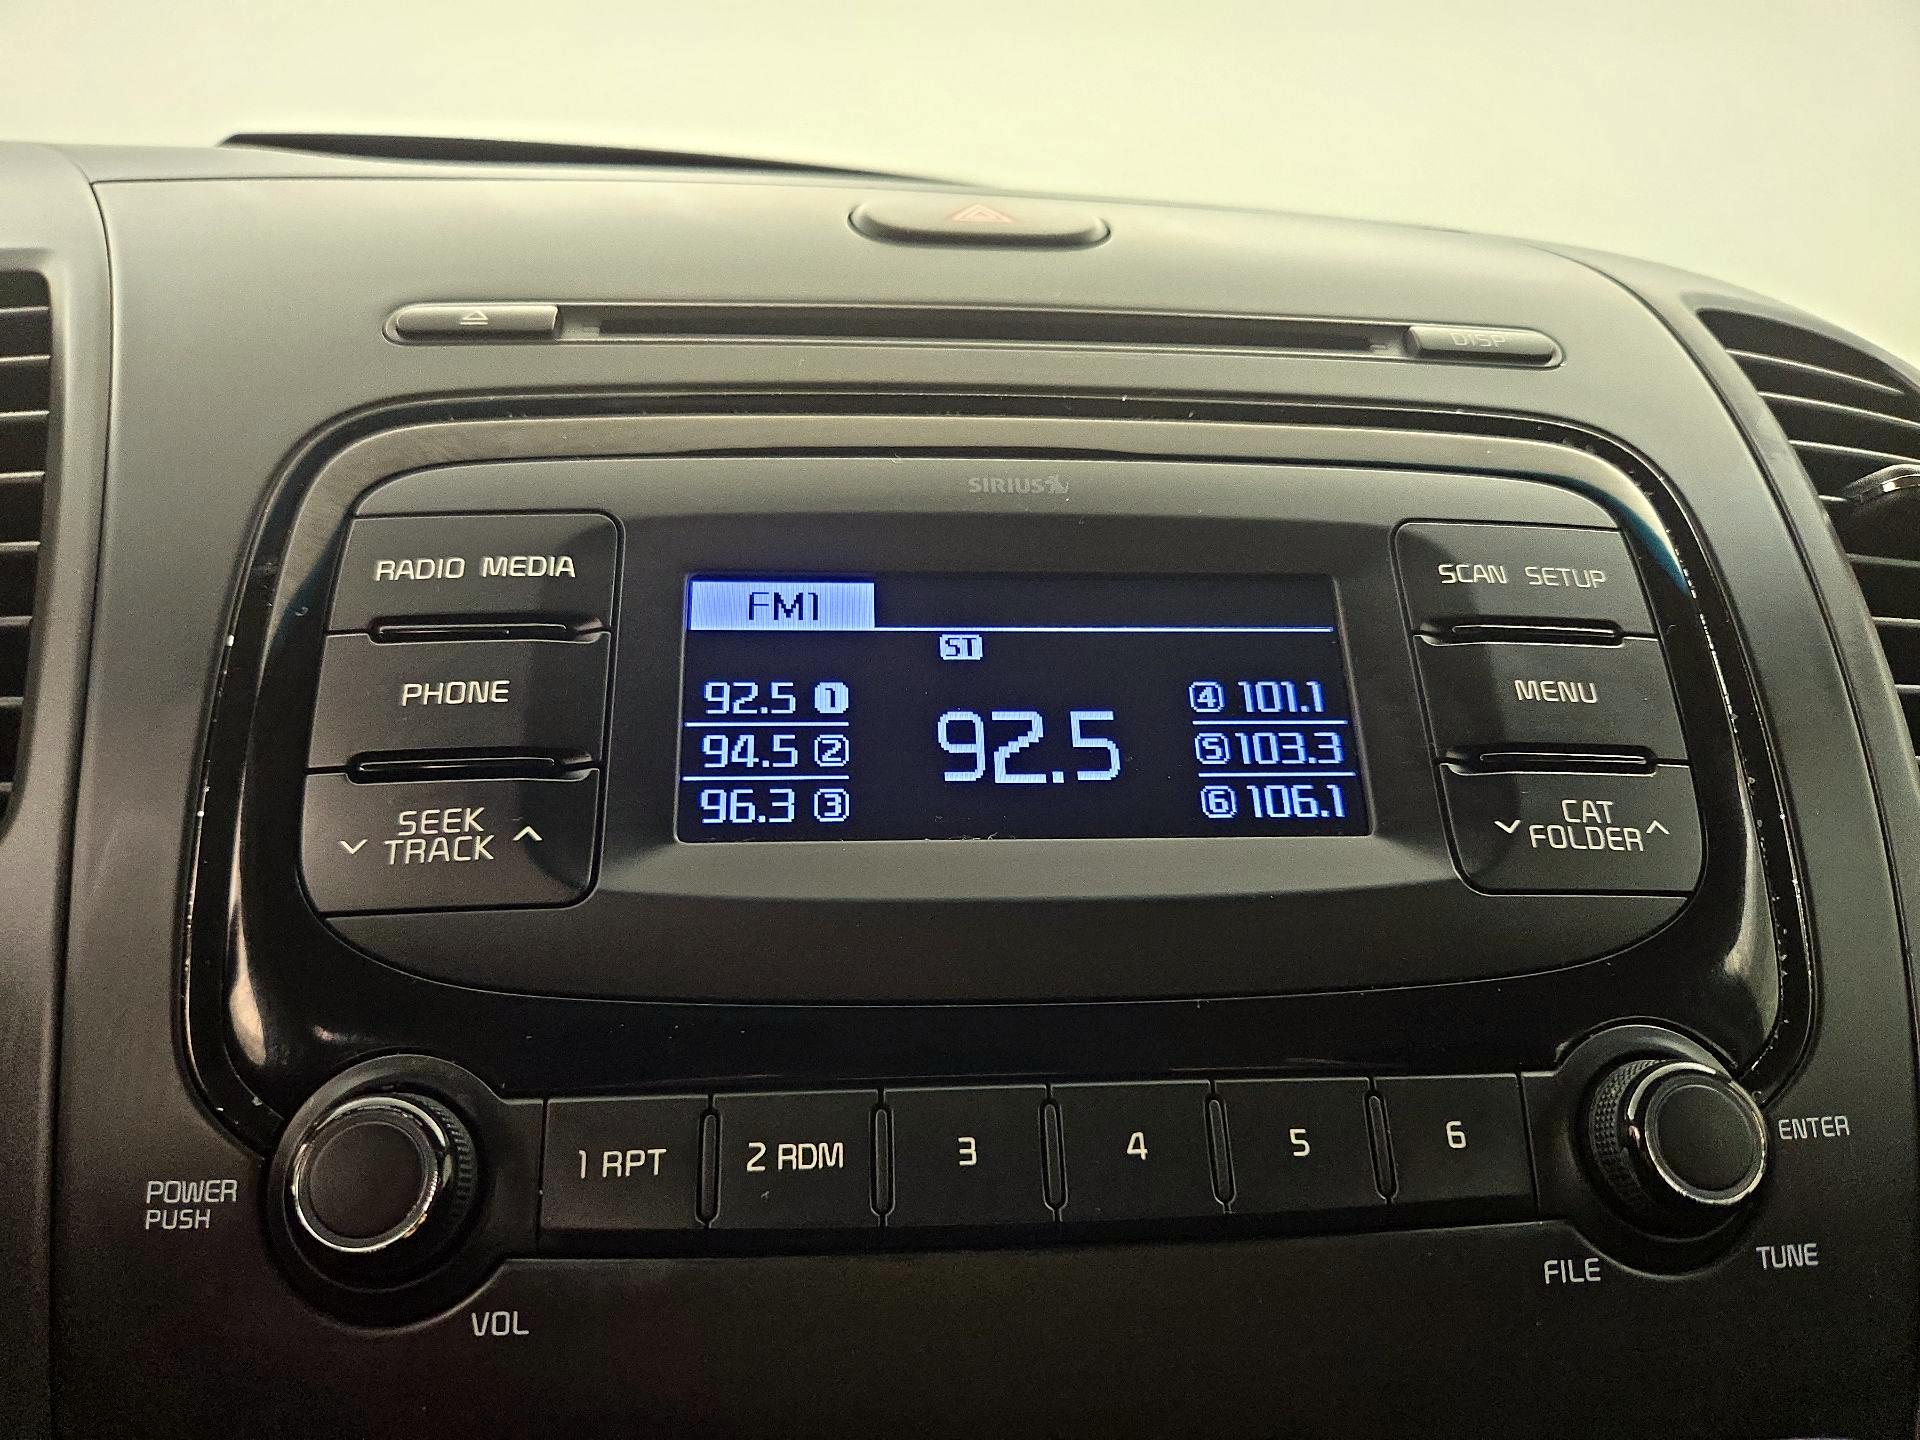 DISP
SIRIUS
RADIO MEDIA
PHONE
SEEK
TRACK
FM1
ST
92.5 1
94.5 2
96.3 3
92.5
4 101.1
5 103.3
6 106.1
SCAN SETUP
MENU
CAT
FOLDER
POWER
PUSH
VOL
1 RPT
2 RDM
3
4
5
6
ENTER
FILE
TUNE